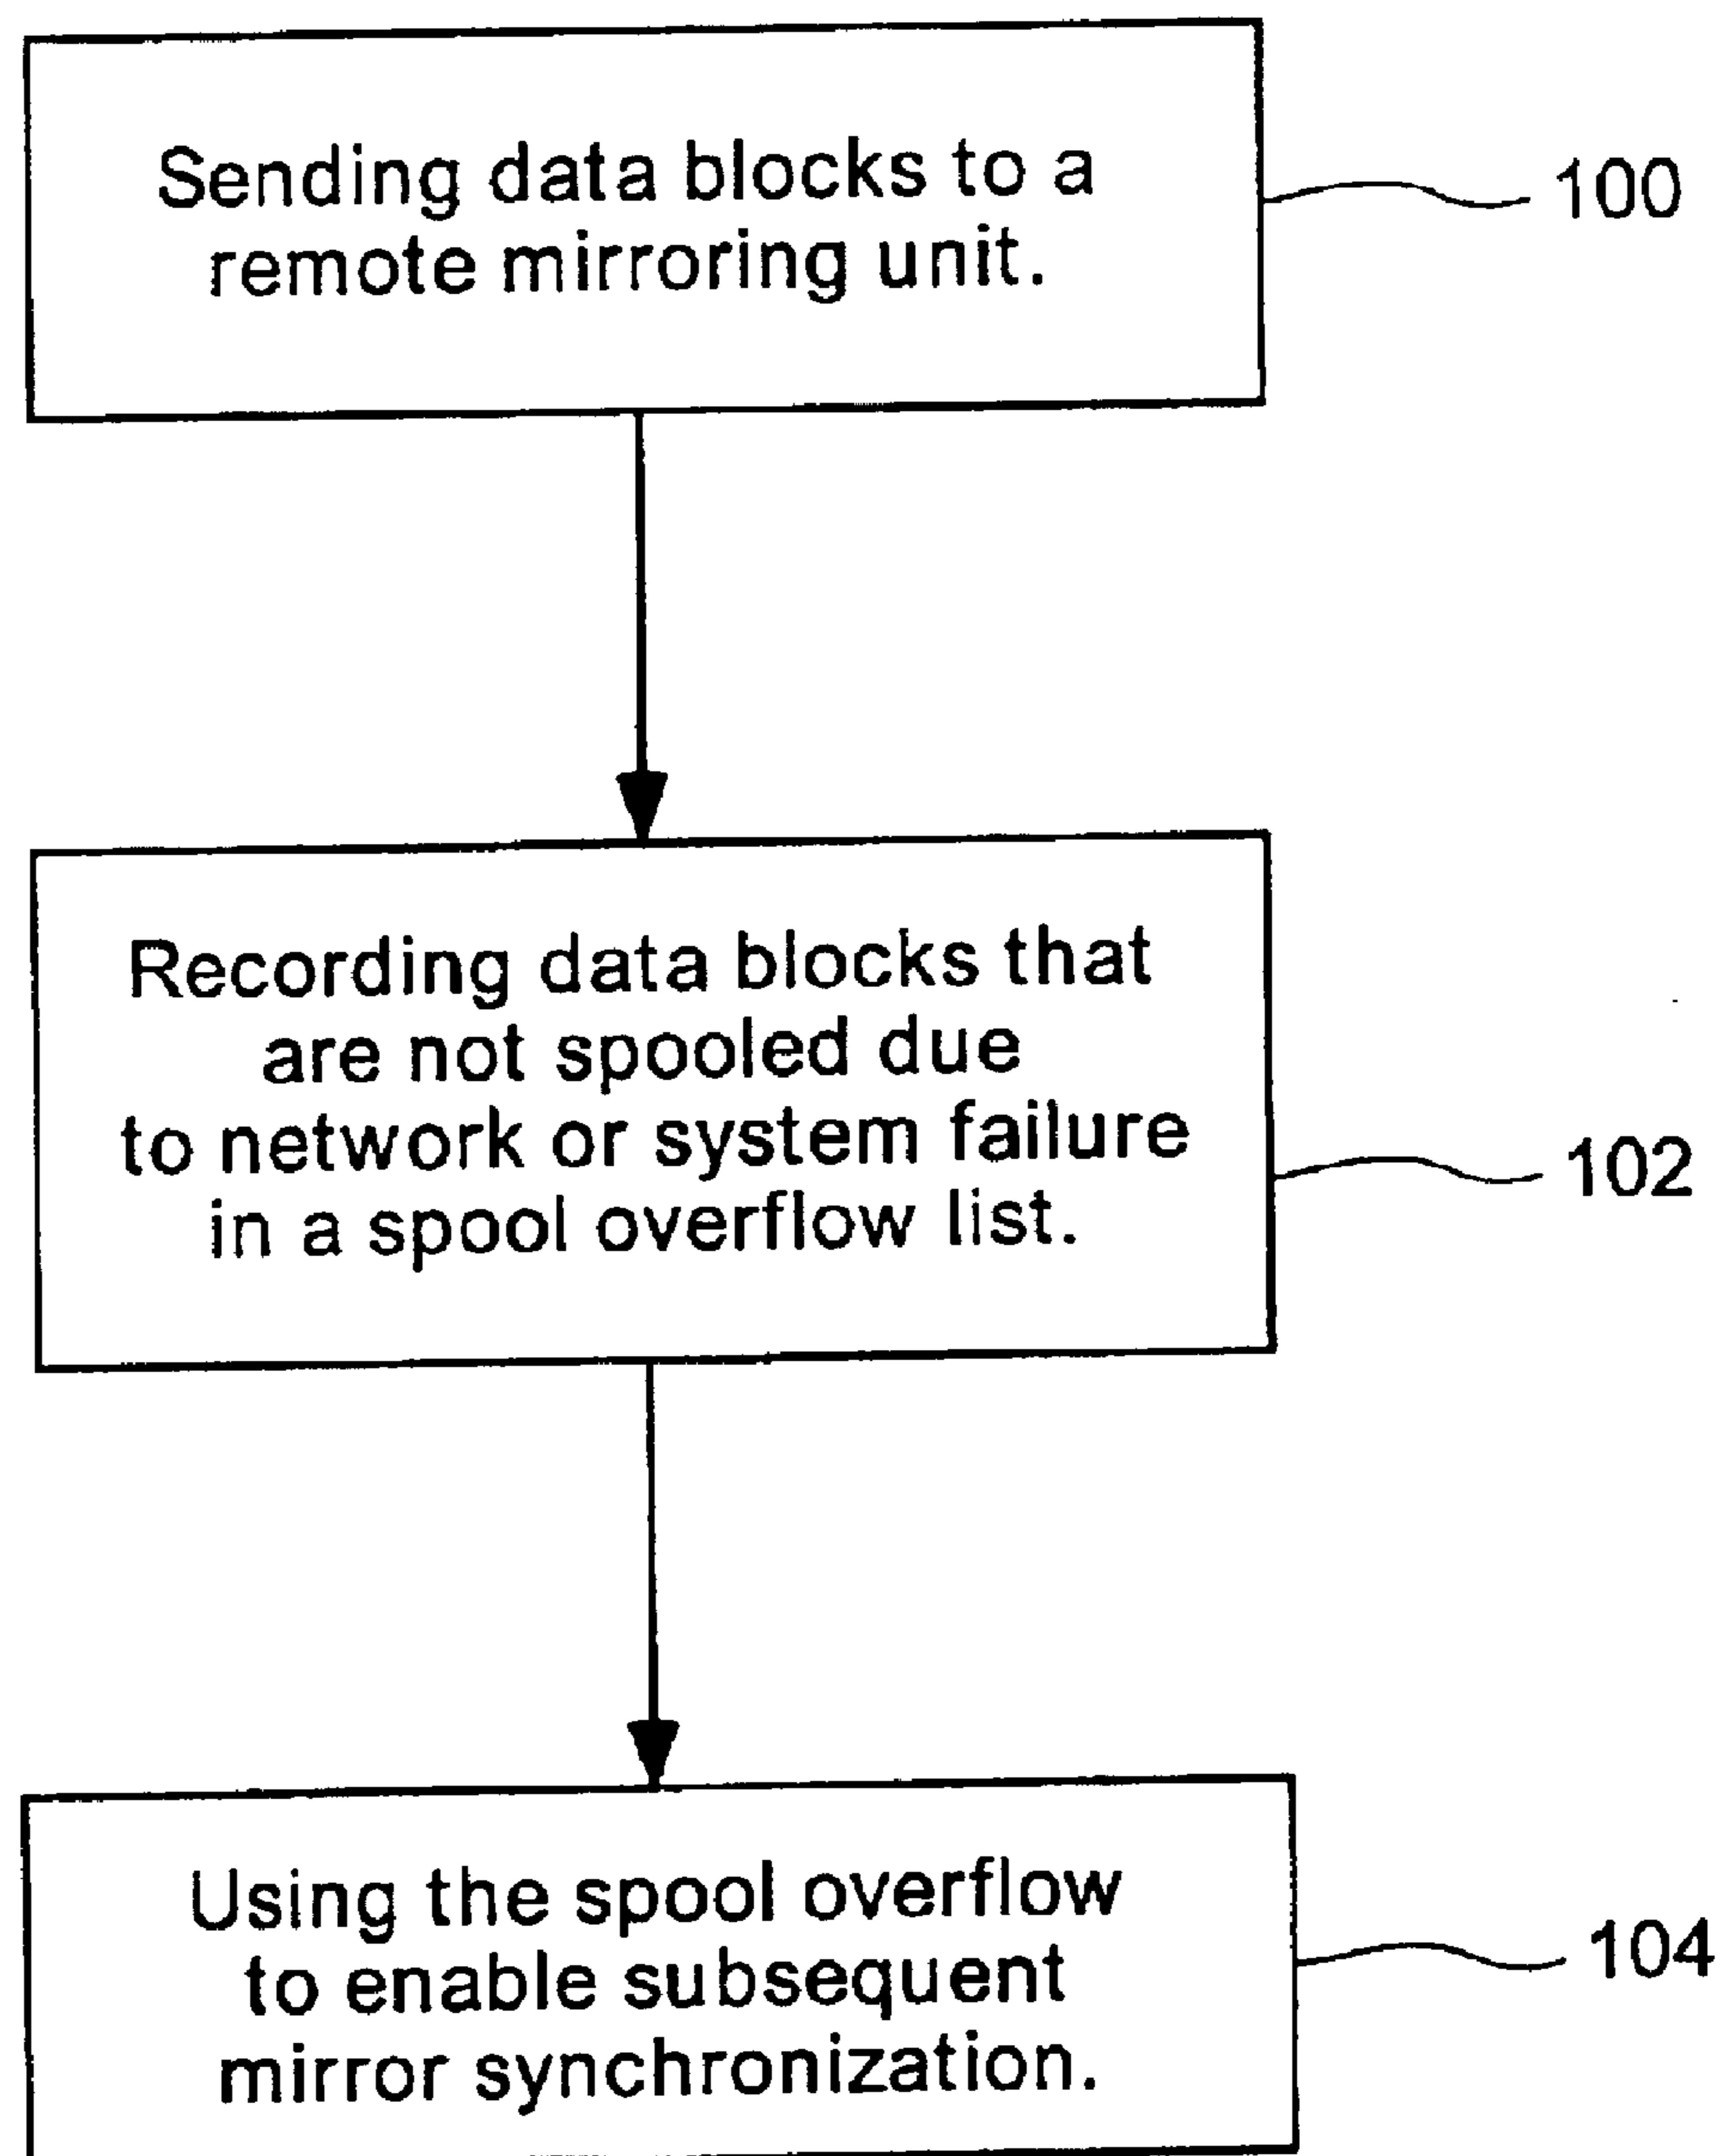 Sending data blocks to a
remote mirroring unit.
100
Recording data blocks that
are not spooled due
to network or system failure
in a spool overflow list.
102
Using the spool overflow
to enable subsequent
mirror synchronization.
104